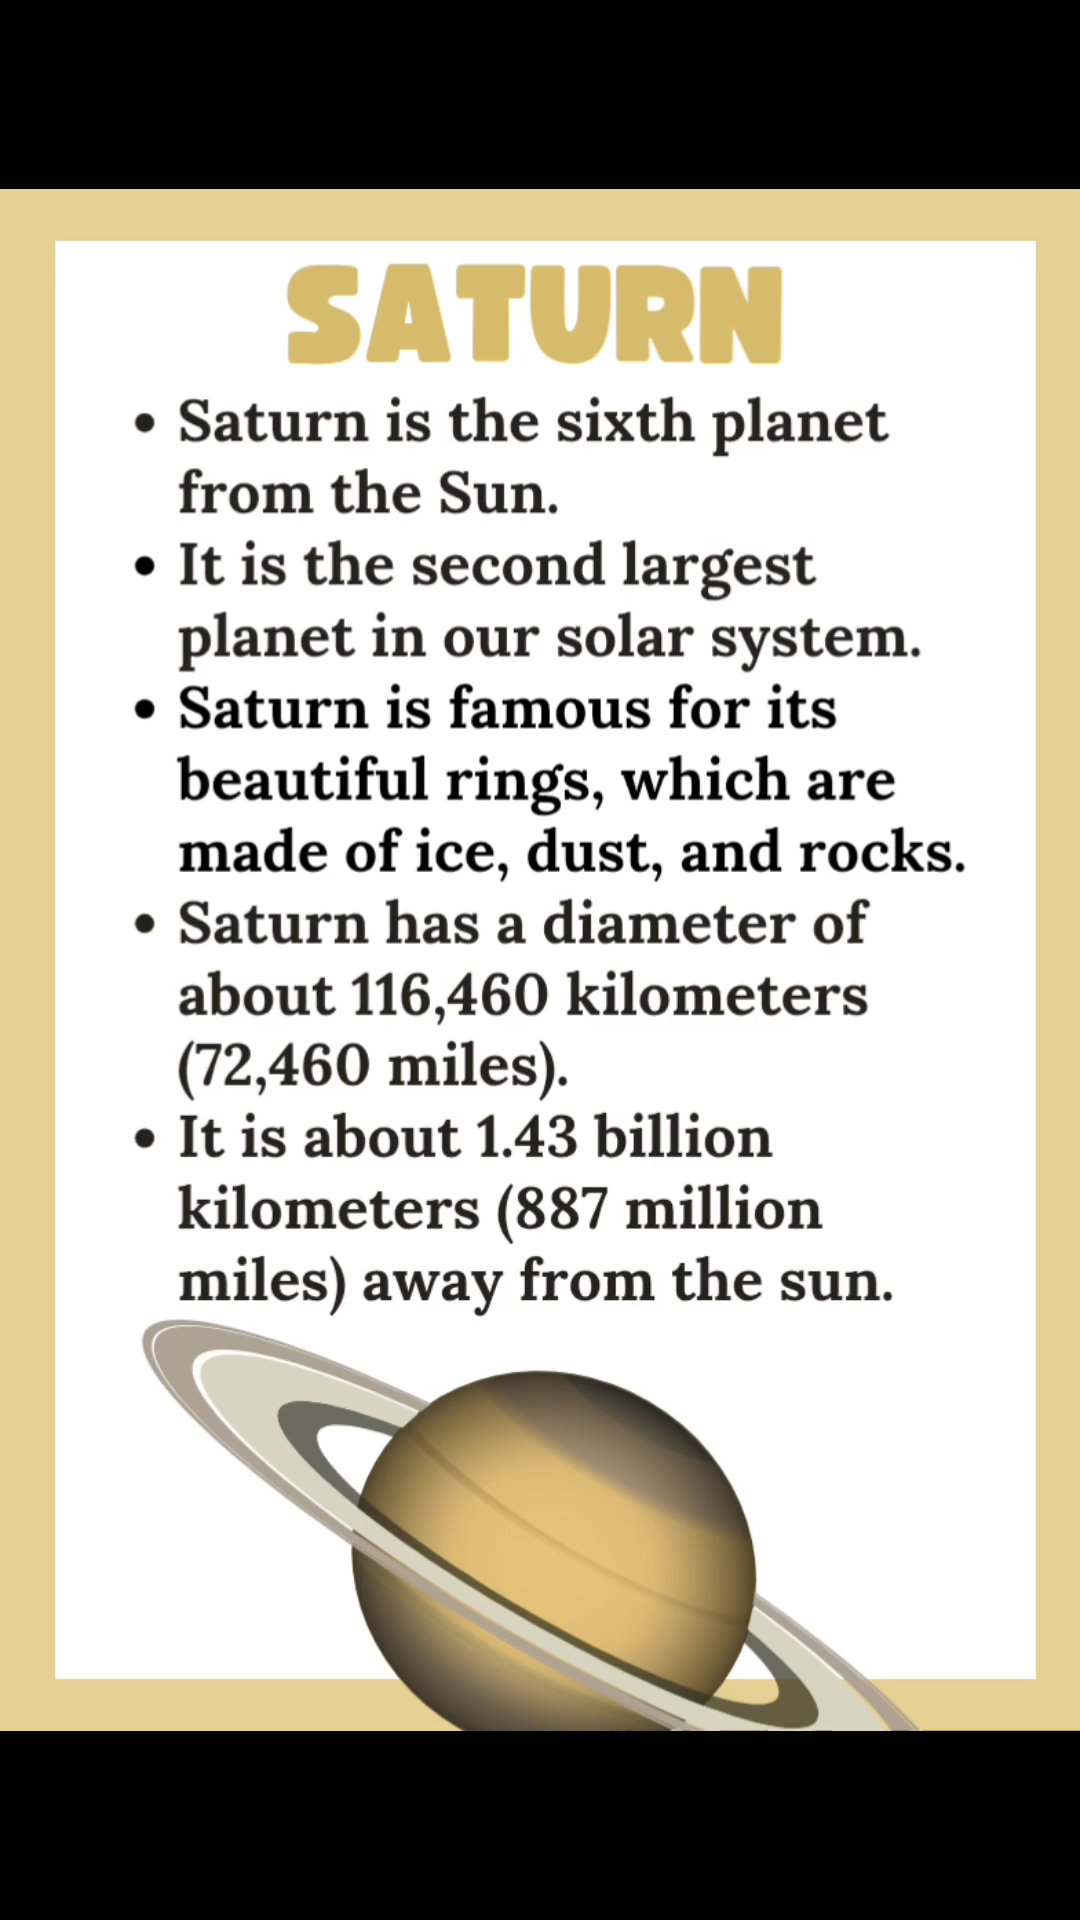 SATURN
• Saturn is the sixth planet
from the Sun.
• It is the second largest
planet in our solar system.
• Saturn is famous for its
beautiful rings, which are
made of ice, dust, and rocks.
• Saturn has a diameter of
about 116,460 kilometers
(72,460 miles).
• It is about 1.43 billion
kilometers (887 million
miles) away from the sun.